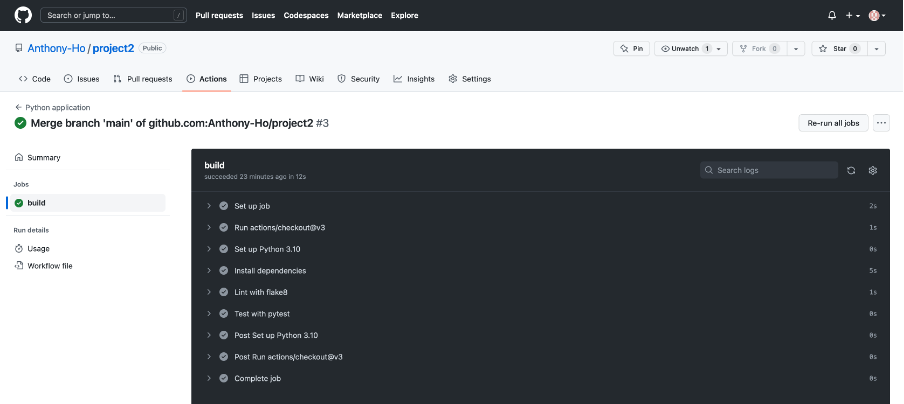 Search or jump to... / Pull requests Issues Codespaces Marketplace Explore
Anthony-Ho / project2 Public Pin Unwatch 1 Fork 0 Star 0
Code Issues Pull requests Actions Projects Wiki Security Insights Settings
← Python application
Merge branch 'main' of github.com:Anthony-Ho/project2 #3 Re-run all jobs ...
Summary
Jobs
build
Run details
Usage
Workflow file
build
succeeded 23 minutes ago in 12s
Search logs
Set up job 2s
Run actions/checkout@v3 1s
Set up Python 3.10 0s
Install dependencies 5s
Lint with flake8 1s
Test with pytest 0s
Post Set up Python 3.10 0s
Post Run actions/checkout@v3 0s
Complete job 0s